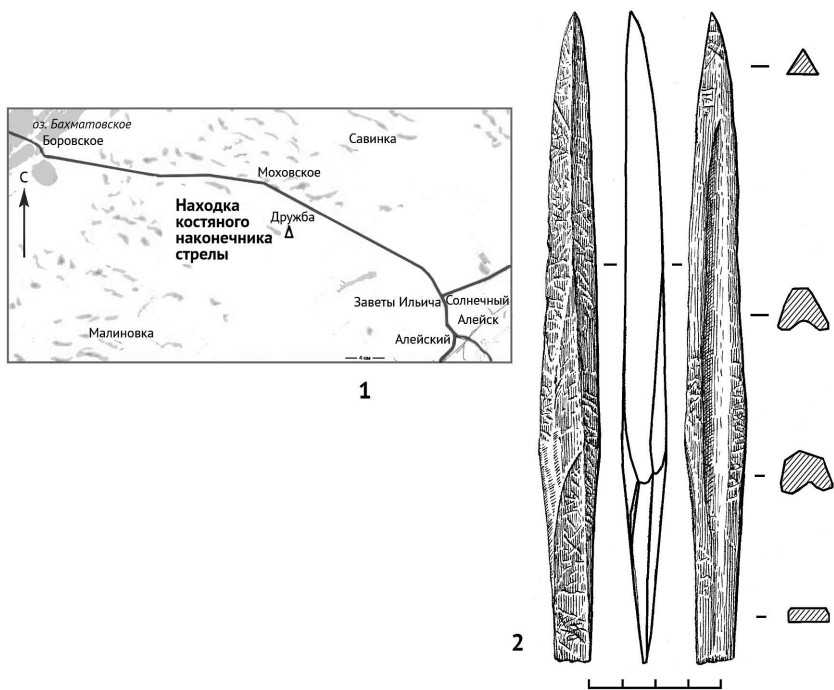 оз. Бахматовское
Боровское
Савинка
С
Моховское
Находка
костяного
наконечника
стрелы
Дружба
Заветы Ильича
Солнечный
Алейск
Малиновка
Алейский
4 км
1
2